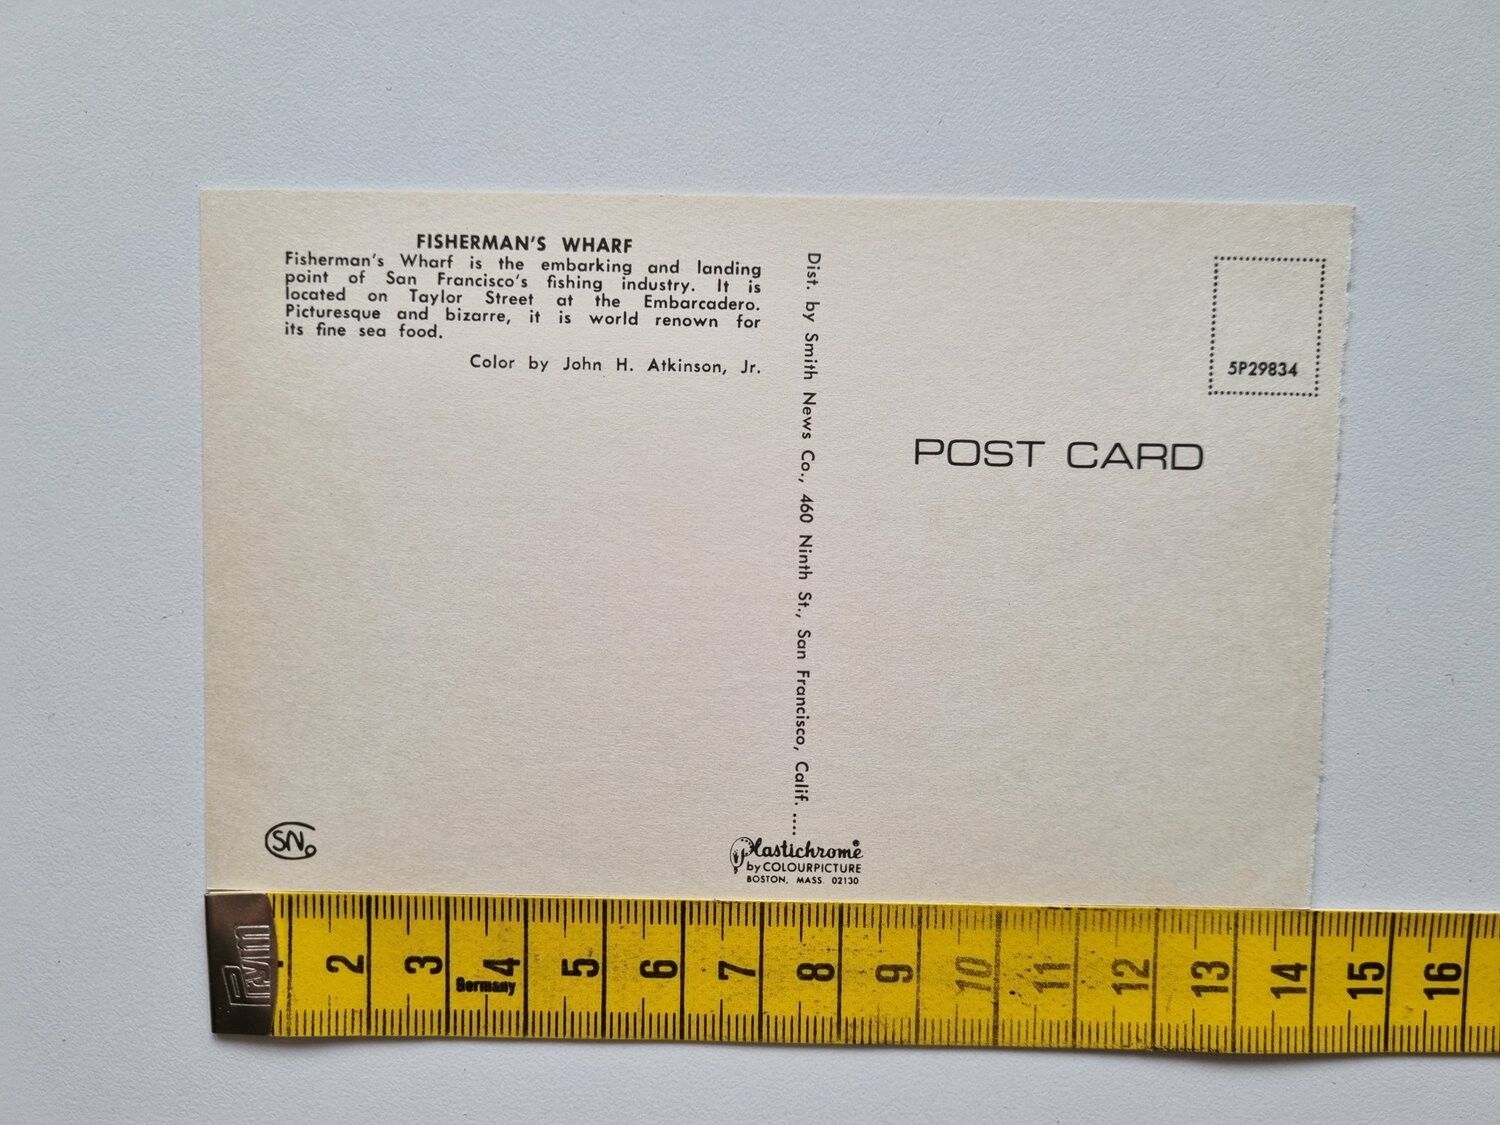 FISHERMAN'S WHARF
Fisherman's Wharf is the embarking and landing
point of San Francisco's fishing industry. It is
located on Taylor Street at the Embarcadero.
Picturesque and bizarre, it is world renown for
its fine sea food.
Color by John H. Atkinson, Jr.
Dist. by Smith News Co., 460 Ninth St., San Francisco, Calif. .....
5P29834
POST CARD
SN
Plastichrome®
by COLOURPICTURE
BOSTON, MASS. 02130
Prym
2 3 4 5 6 7 8 9 10 11 12 13 14 15 16
Germany